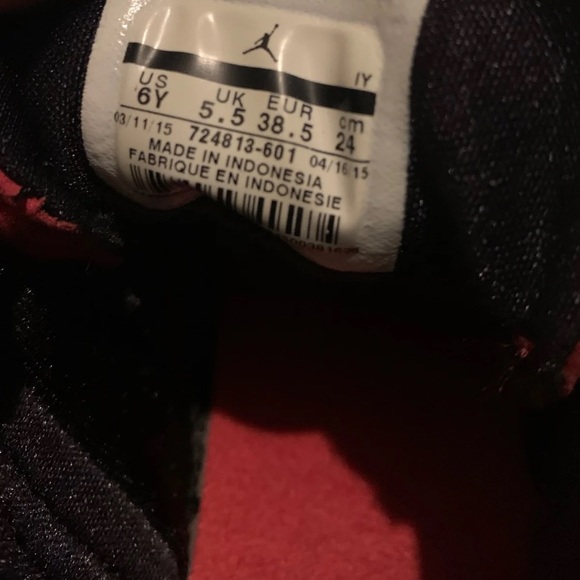 IY
US UK EUR cm
6Y 5.5 38.5 24
03/11/15 724813-601 04/16/15
MADE IN INDONESIA
FABRIQUE EN INDONESIE